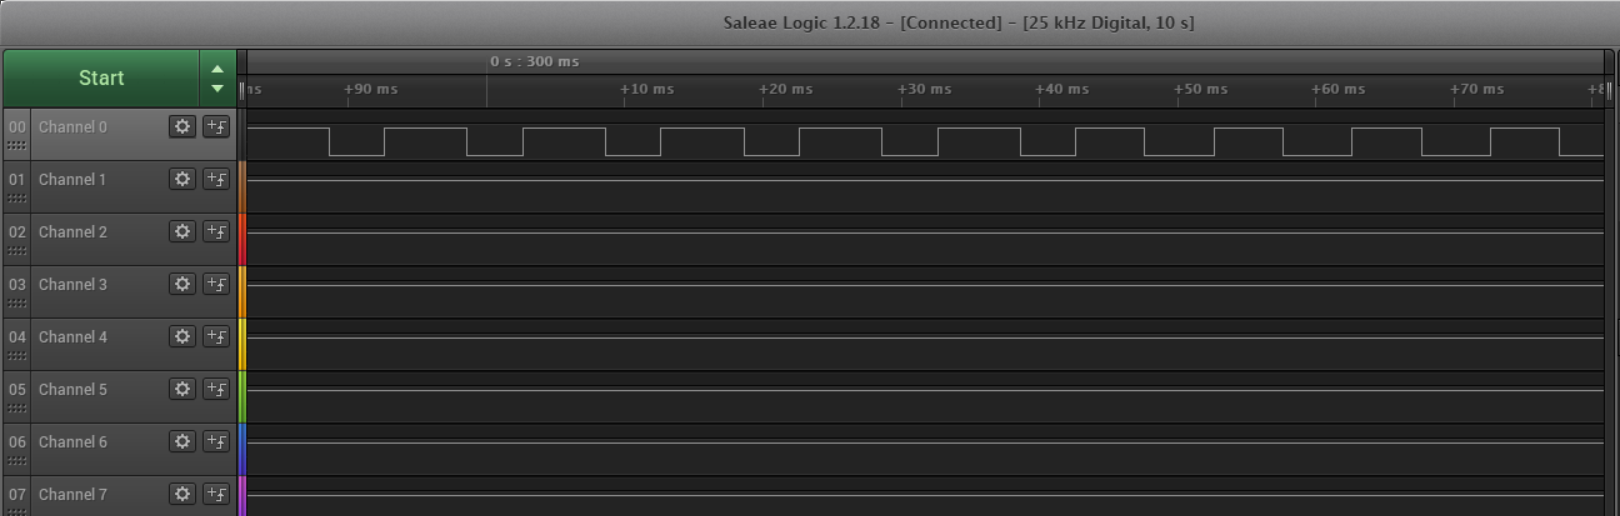 Saleae Logic 1.2.18 - [Connected] - [25 kHz Digital, 10 s]
Start
0 s : 300 ms
+90 ms +10 ms +20 ms +30 ms +40 ms +50 ms +60 ms +70 ms
00 Channel 0
01 Channel 1
02 Channel 2
03 Channel 3
04 Channel 4
05 Channel 5
06 Channel 6
07 Channel 7